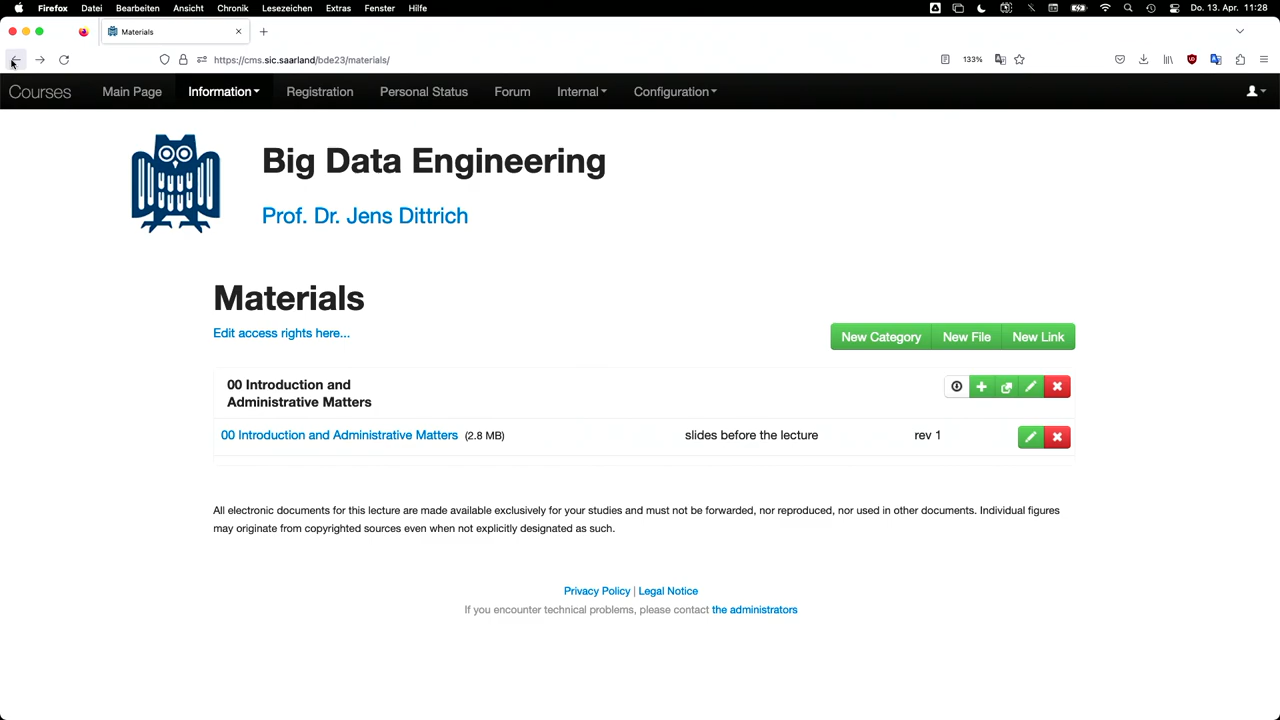 Firefox Datei Bearbeiten Ansicht Chronik Lesezeichen Extras Fenster Hilfe Do. 13. Apr. 11:28
Materials
https://cms.sic.saarland/bde23/materials/ 133%
Courses Main Page Information Registration Personal Status Forum Internal Configuration
Big Data Engineering
Prof. Dr. Jens Dittrich
Materials
Edit access rights here...
New Category New File New Link
00 Introduction and
Administrative Matters
00 Introduction and Administrative Matters (2.8 MB) slides before the lecture rev 1
All electronic documents for this lecture are made available exclusively for your studies and must not be forwarded, nor reproduced, nor used in other documents. Individual figures
may originate from copyrighted sources even when not explicitly designated as such.
Privacy Policy | Legal Notice
If you encounter technical problems, please contact the administrators